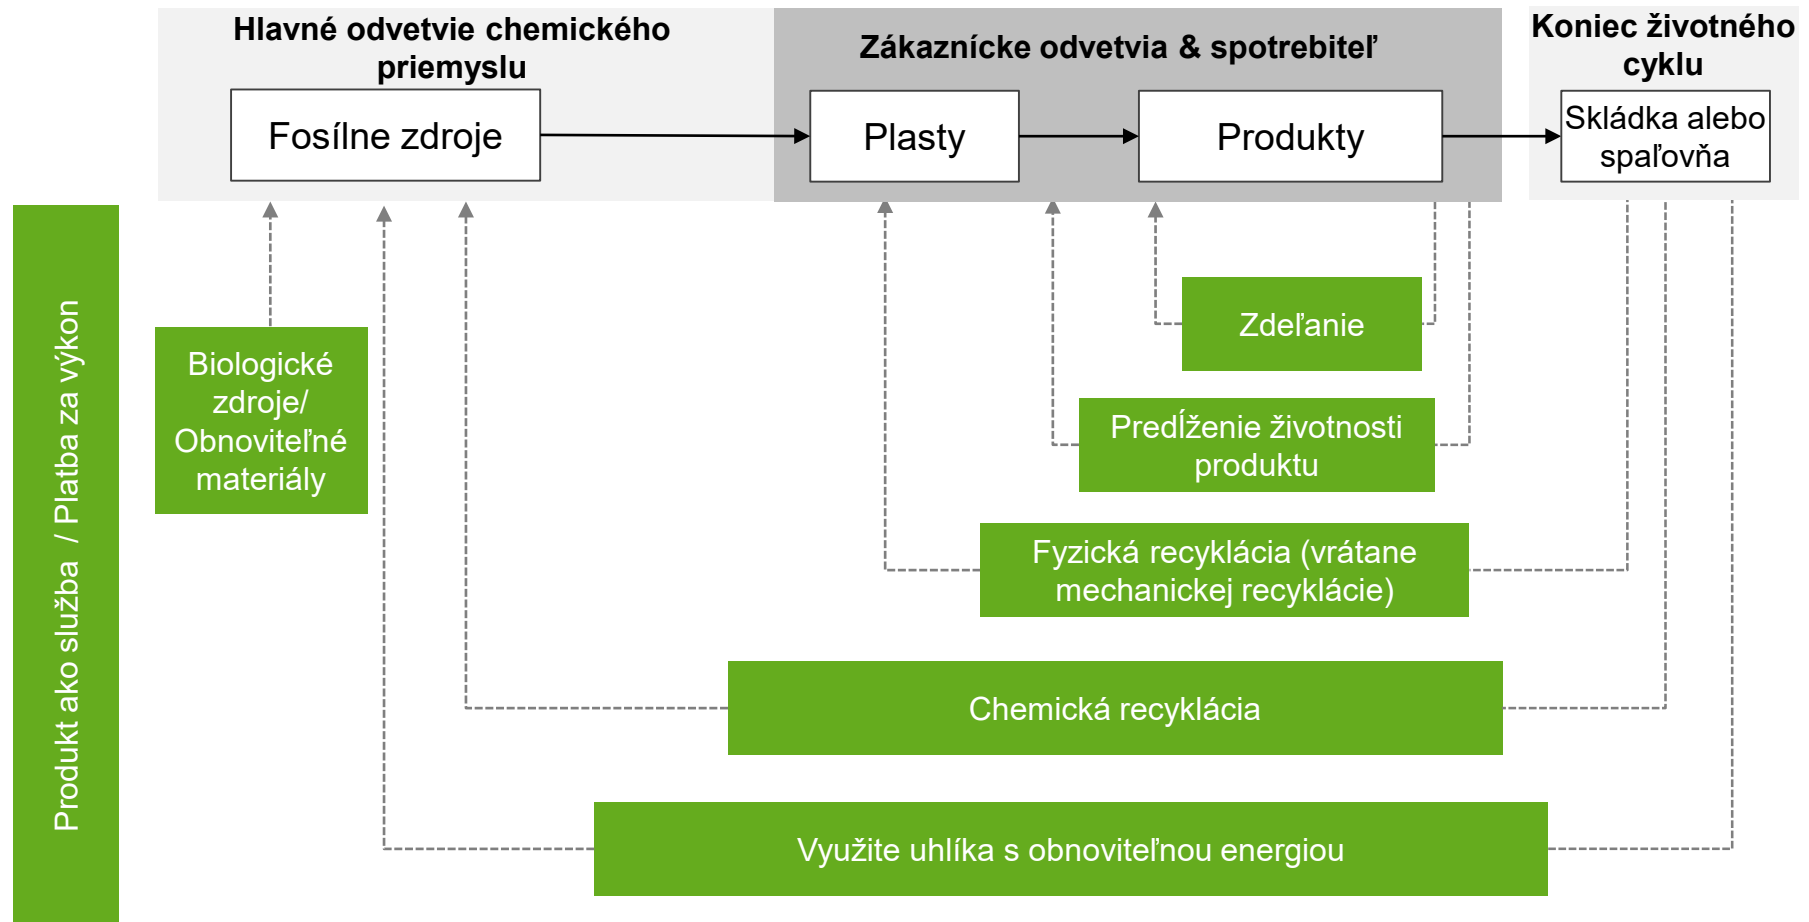 Hlavné odvetvie chemického
priemyslu
Zákaznícke odvetvia & spotrebiteľ
Koniec životného
cyklu
Fosílne zdroje
Plasty
Produkty
Skládka alebo
spaľovňa
Produkt ako služba / Platba za výkon
Biologické
zdroje/
Obnoviteľné
materiály
Zdeľanie
Predĺženie životnosti
produktu
Fyzická recyklácia (vrátane
mechanickej recyklácie)
Chemická recyklácia
Využite uhlíka s obnoviteľnou energiou